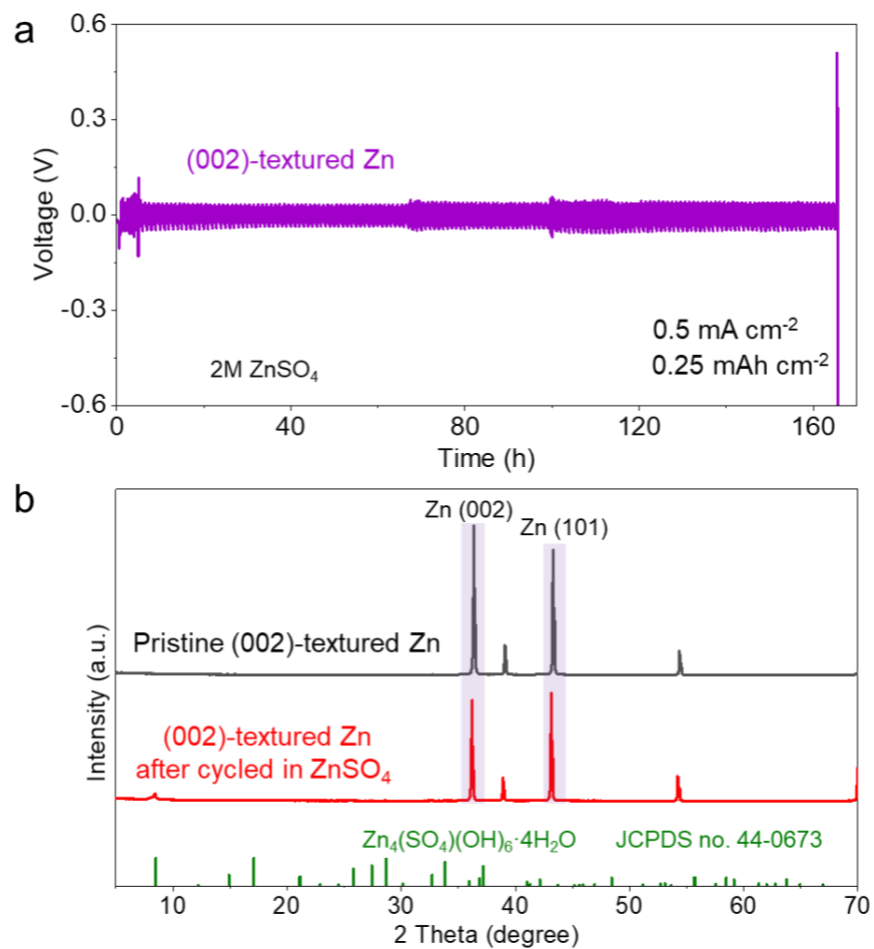 a
0.6
0.3
0.0
-0.3
-0.6
Voltage (V)
(002)-textured Zn
0.5 mA cm⁻²
0.25 mAh cm⁻²
2M ZnSO₄
0 40 80 120 160
Time (h)
b
Zn (002)
Zn (101)
Pristine (002)-textured Zn
Intensity (a.u.)
(002)-textured Zn
after cycled in ZnSO₄
Zn₄(SO₄)(OH)₆·4H₂O JCPDS no. 44-0673
10 20 30 40 50 60 70
2 Theta (degree)